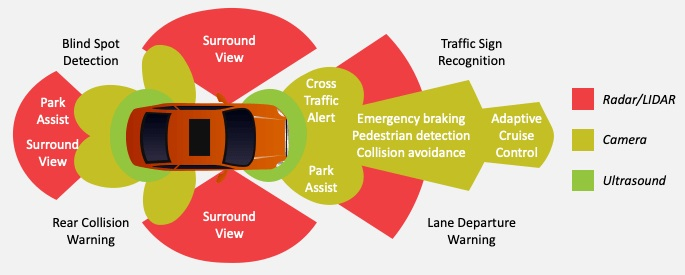 Blind Spot
Detection
Surround
View
Traffic Sign
Recognition
Park
Assist
Surround
View
Cross
Traffic
Alert
Emergency braking
Pedestrian detection
Collision avoidance
Adaptive
Cruise
Control
Park
Assist
Rear Collision
Warning
Surround
View
Lane Departure
Warning
Radar/LIDAR
Camera
Ultrasound